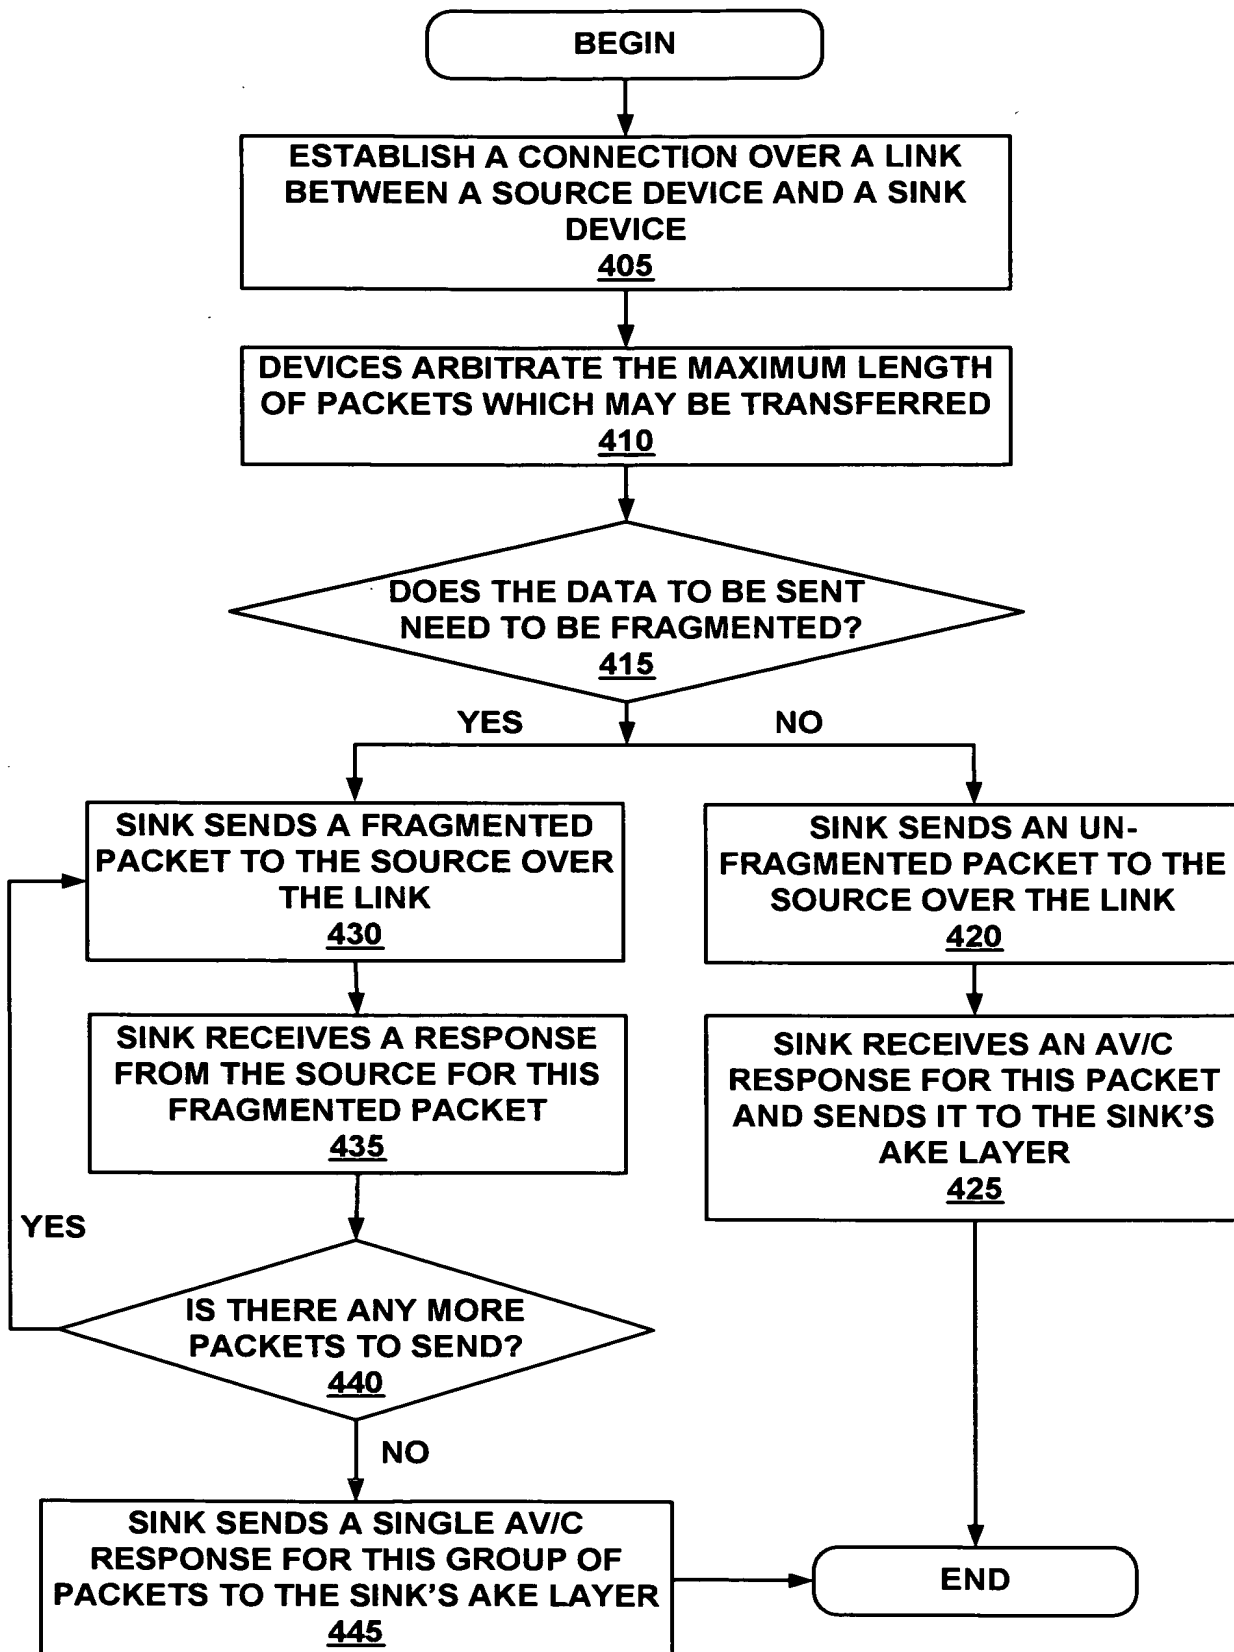 BEGIN
ESTABLISH A CONNECTION OVER A LINK
BETWEEN A SOURCE DEVICE AND A SINK
DEVICE
405
DEVICES ARBITRATE THE MAXIMUM LENGTH
OF PACKETS WHICH MAY BE TRANSFERRED
410
DOES THE DATA TO BE SENT
NEED TO BE FRAGMENTED?
415
YES
NO
SINK SENDS A FRAGMENTED
PACKET TO THE SOURCE OVER
THE LINK
430
SINK SENDS AN UN-
FRAGMENTED PACKET TO THE
SOURCE OVER THE LINK
420
SINK RECEIVES A RESPONSE
FROM THE SOURCE FOR THIS
FRAGMENTED PACKET
435
SINK RECEIVES AN AV/C
RESPONSE FOR THIS PACKET
AND SENDS IT TO THE SINK'S
AKE LAYER
425
YES
IS THERE ANY MORE
PACKETS TO SEND?
440
NO
SINK SENDS A SINGLE AV/C
RESPONSE FOR THIS GROUP OF
PACKETS TO THE SINK'S AKE LAYER
445
END